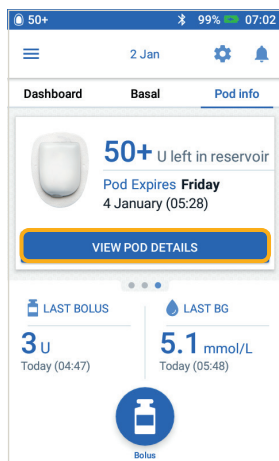 50+ 99% 07:02
2 Jan
Dashboard Basal Pod info
50+ U left in reservoir
Pod Expires Friday
4 January (05:28)
VIEW POD DETAILS
LAST BOLUS LAST BG
3 U 5.1 mmol/L
Today (04:47) Today (05:48)
Bolus